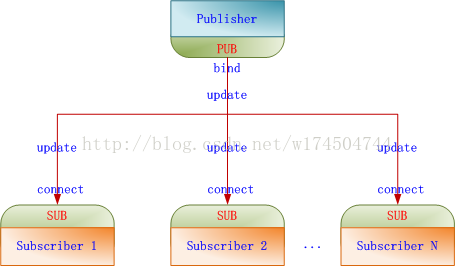 Publisher
PUB
bind
update
http://blog.csdn.net/w174504744
update update update
connect connect connect
SUB SUB SUB
Subscriber 1 Subscriber 2 ... Subscriber N